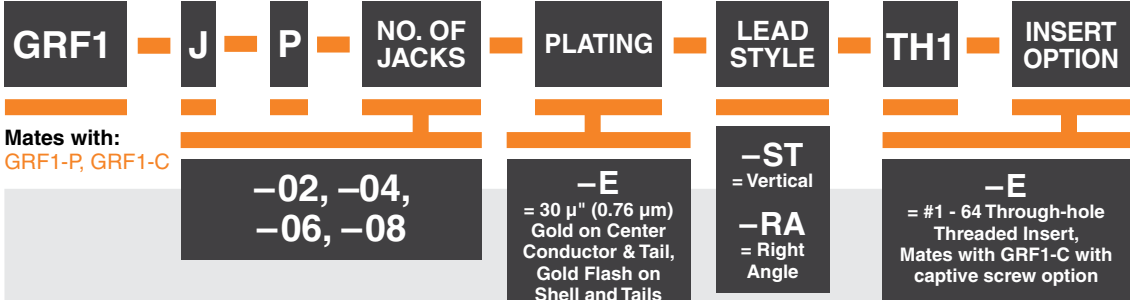 GRF1 J P NO. OF JACKS PLATING LEAD STYLE TH1 INSERT OPTION
Mates with:
GRF1-P, GRF1-C
–02, –04,
–06, –08
–E
= 30 µ" (0.76 µm)
Gold on Center
Conductor & Tail,
Gold Flash on
Shell and Tails
–ST
= Vertical
–RA
= Right
Angle
–E
= #1 - 64 Through-hole
Threaded Insert,
Mates with GRF1-C with
captive screw option